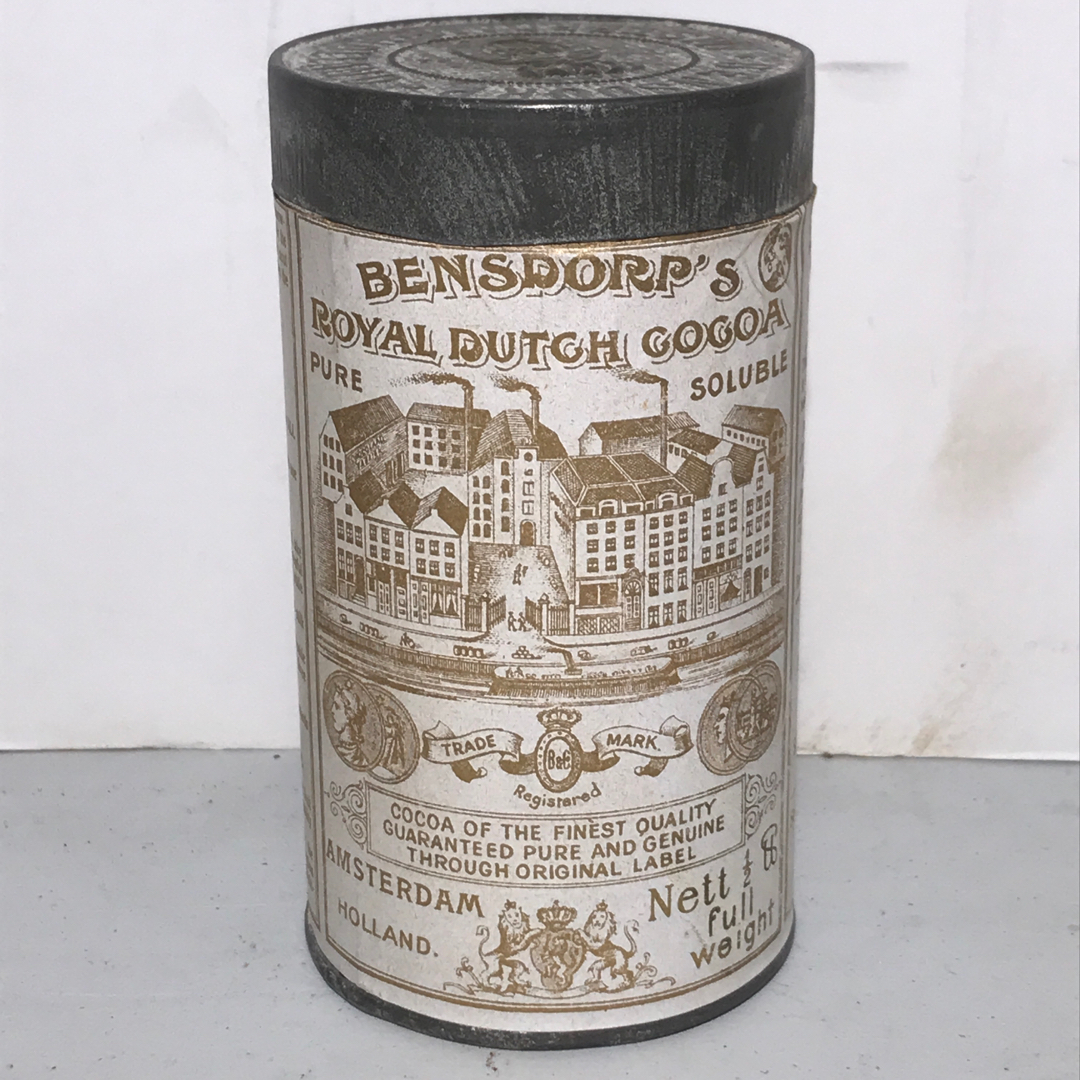 BENSDORP'S
ROYAL DUTCH COCOA
PURE
SOLUBLE
TRADE
B&C
MARK
Registered
COCOA OF THE FINEST QUALITY
GUARANTEED PURE AND GENUINE
THROUGH ORIGINAL LABEL
AMSTERDAM
HOLLAND.
Nett ½ ℔
full
weight